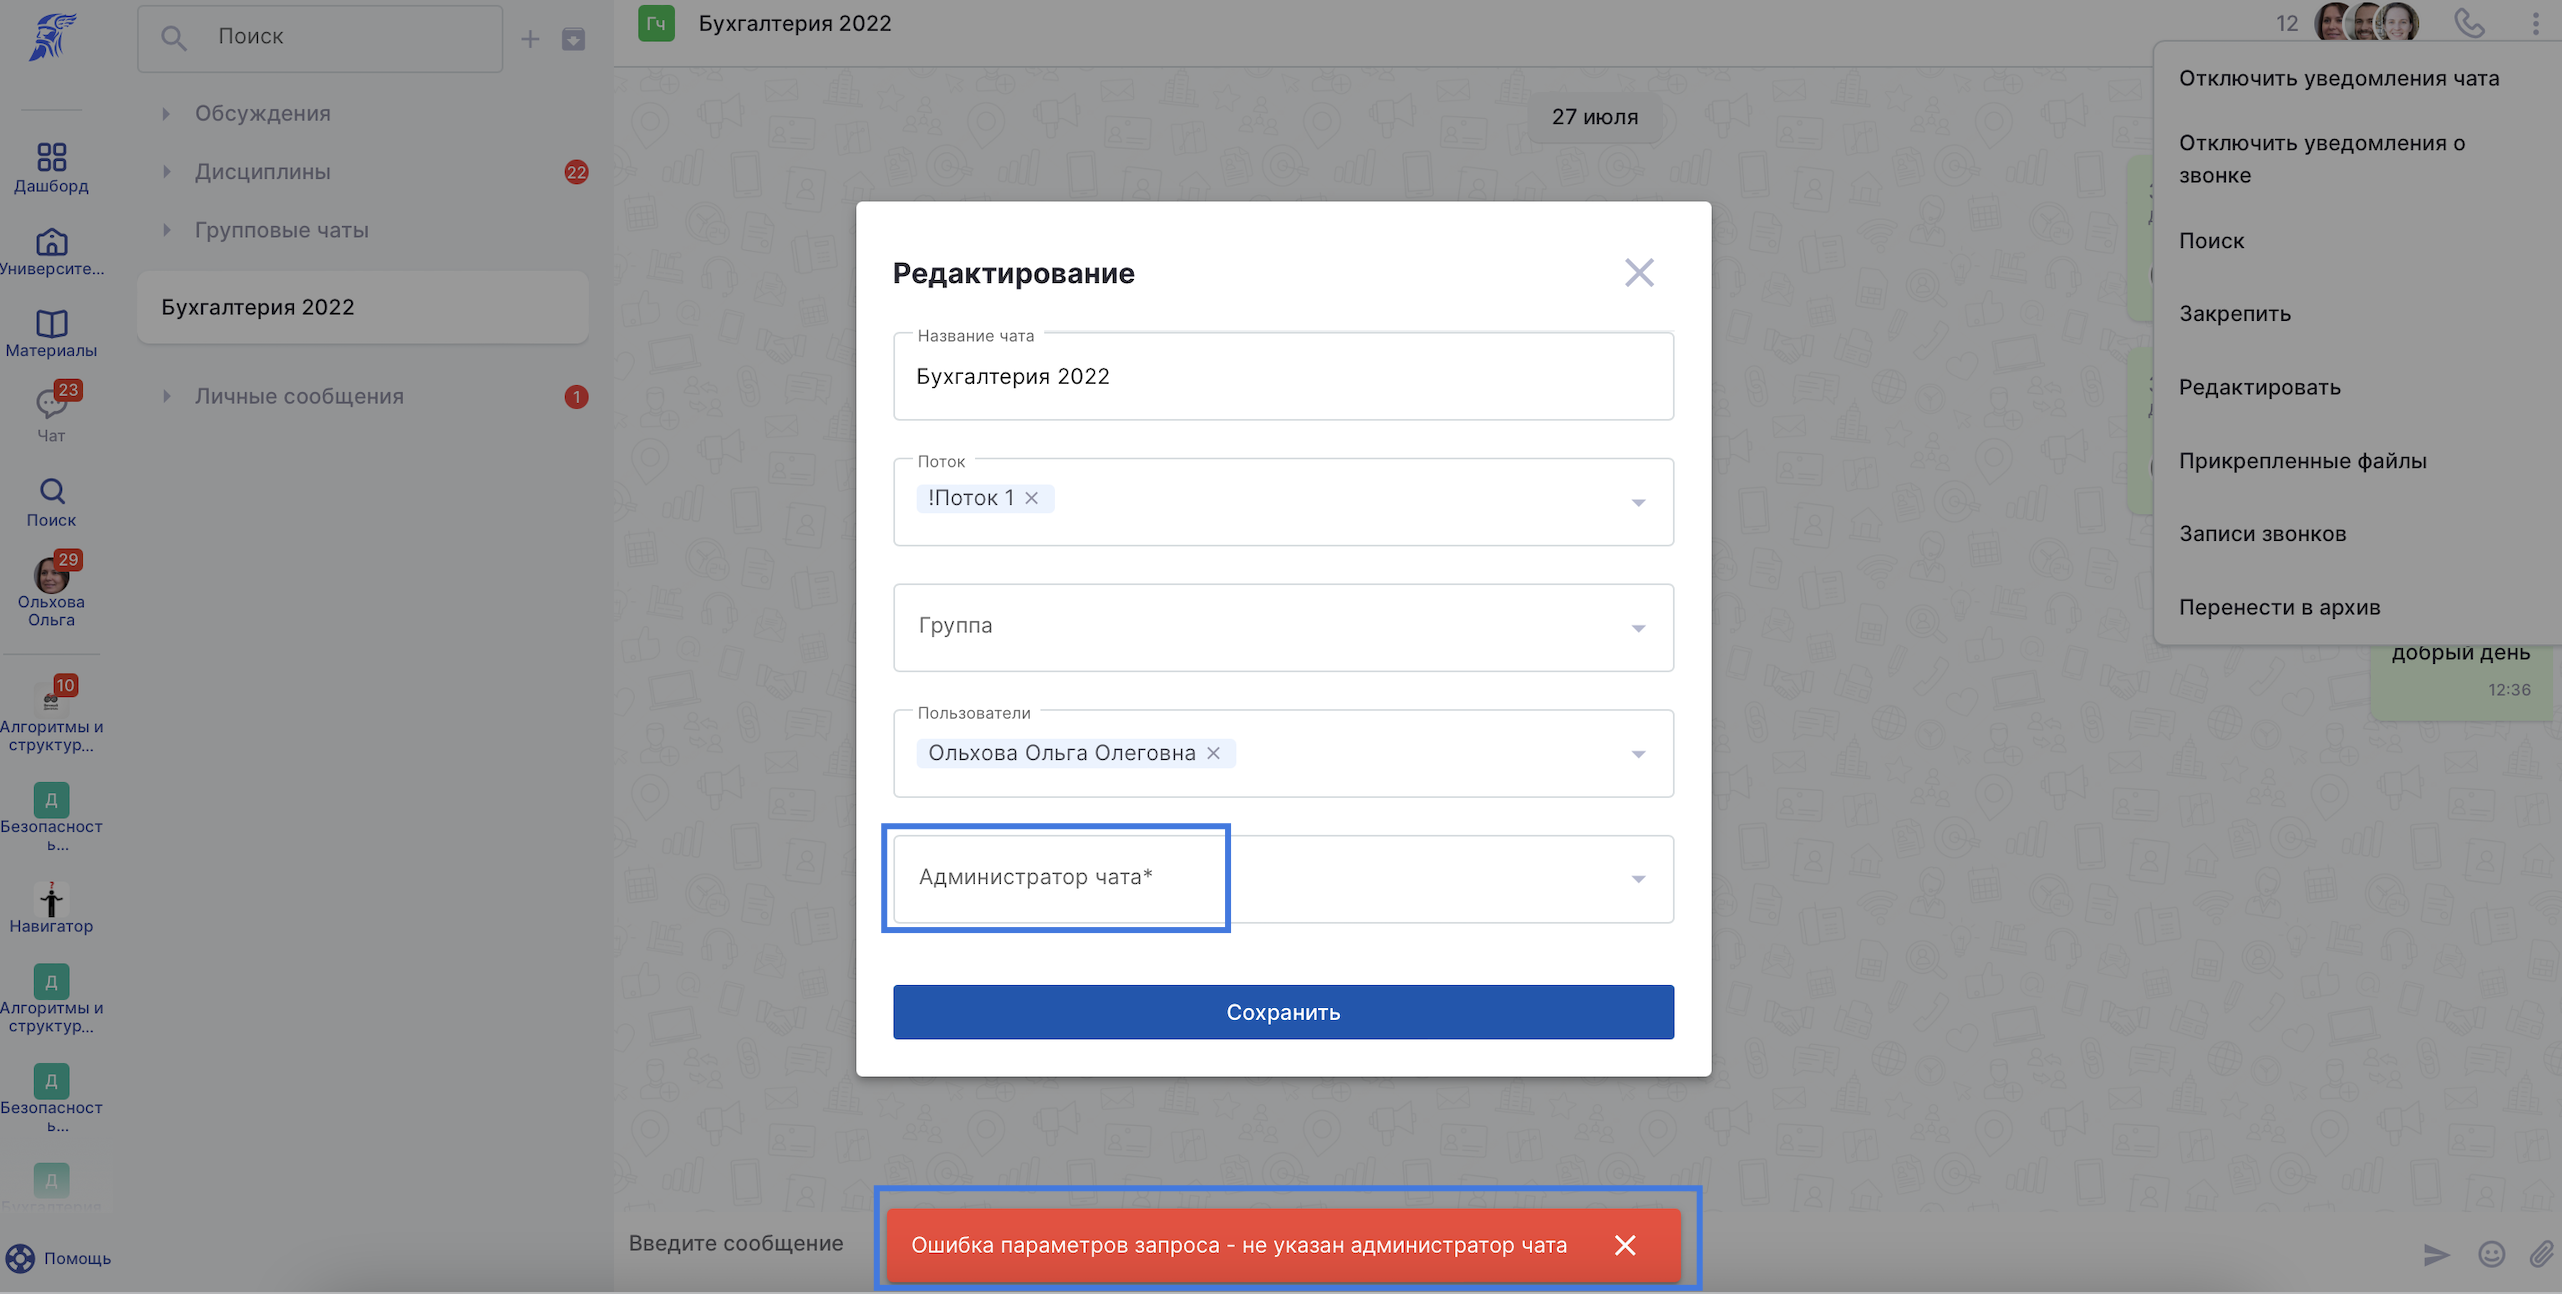 Поиск
Дашборд
Университе...
Материалы
23
Чат
Поиск
29
Ольхова
Ольга
10
Алгоритмы и
структур...
Д
Безопасност
ь...
Навигатор
Д
Алгоритмы и
структур...
Д
Безопасност
ь...
Д
Бухгалтерия
Помощь
Обсуждения
Дисциплины
22
Групповые чаты
Бухгалтерия 2022
Личные сообщения
1
Гч
Бухгалтерия 2022
12
27 июля
Отключить уведомления чата
Отключить уведомления о
звонке
Поиск
Закрепить
Редактировать
Прикрепленные файлы
Записи звонков
Перенести в архив
добрый день
12:36
Редактирование
Название чата
Бухгалтерия 2022
Поток
!Поток 1
Группа
Пользователи
Ольхова Ольга Олеговна
Администратор чата*
Сохранить
Введите сообщение
Ошибка параметров запроса - не указан администратор чата